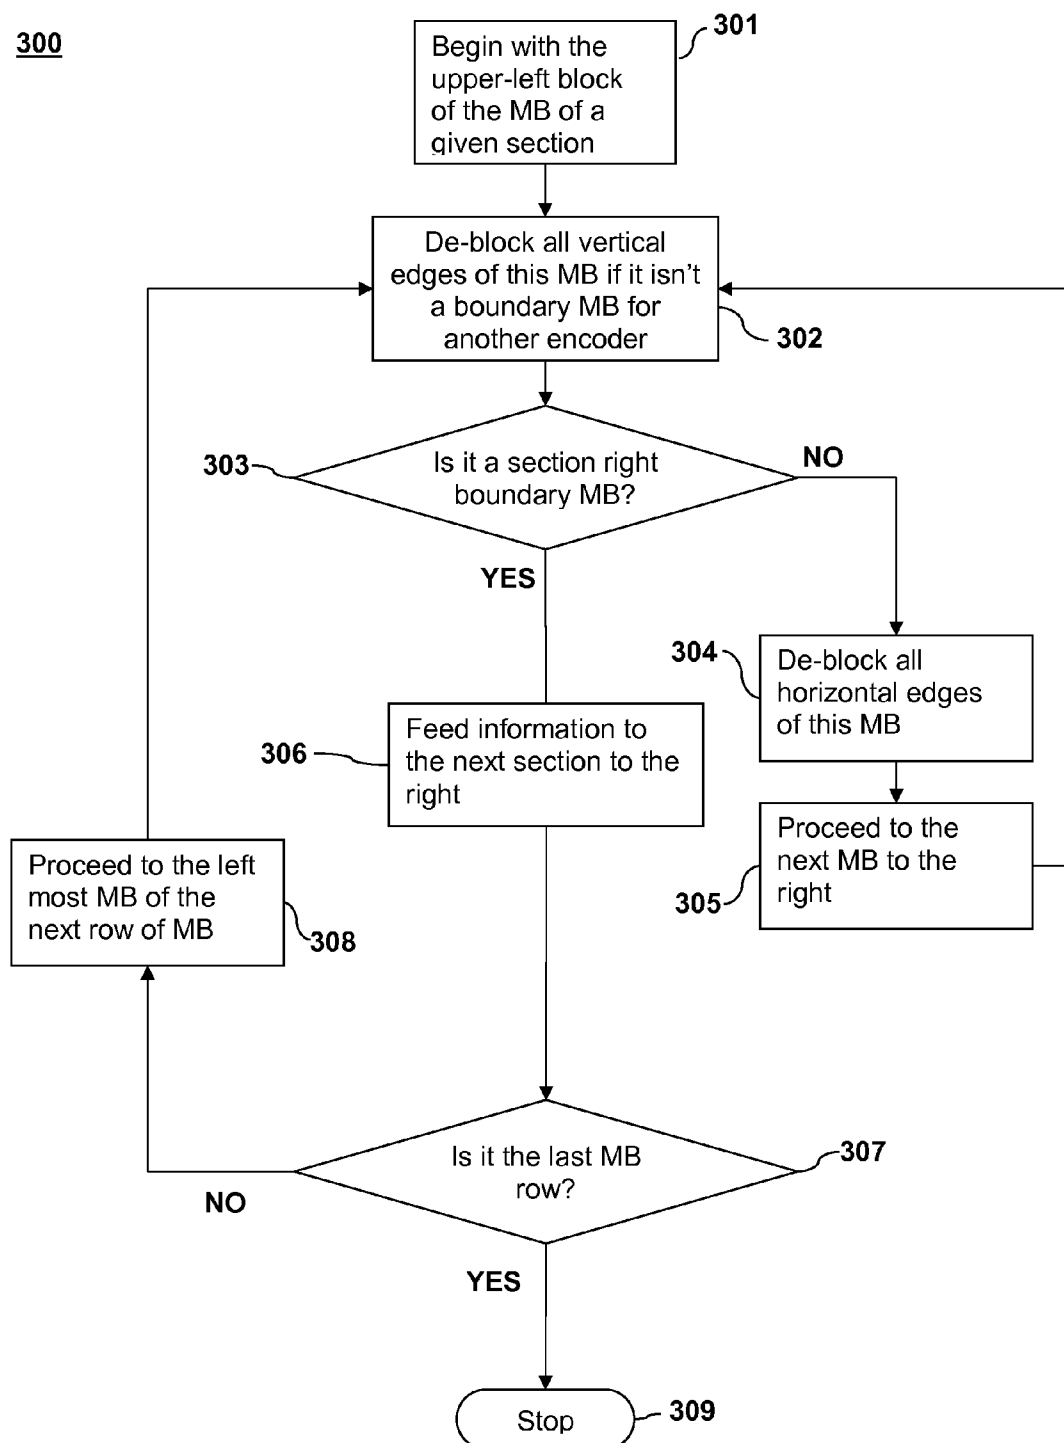 300
301
Begin with the
upper-left block
of the MB of a
given section
De-block all vertical
edges of this MB if it isn't
a boundary MB for
another encoder
302
303
Is it a section right
boundary MB?
NO
YES
304
De-block all
horizontal edges
of this MB
306
Feed information to
the next section to the
right
305
Proceed to the
next MB to the
right
Proceed to the left
most MB of the
next row of MB
308
Is it the last MB
row?
307
NO
YES
Stop
309